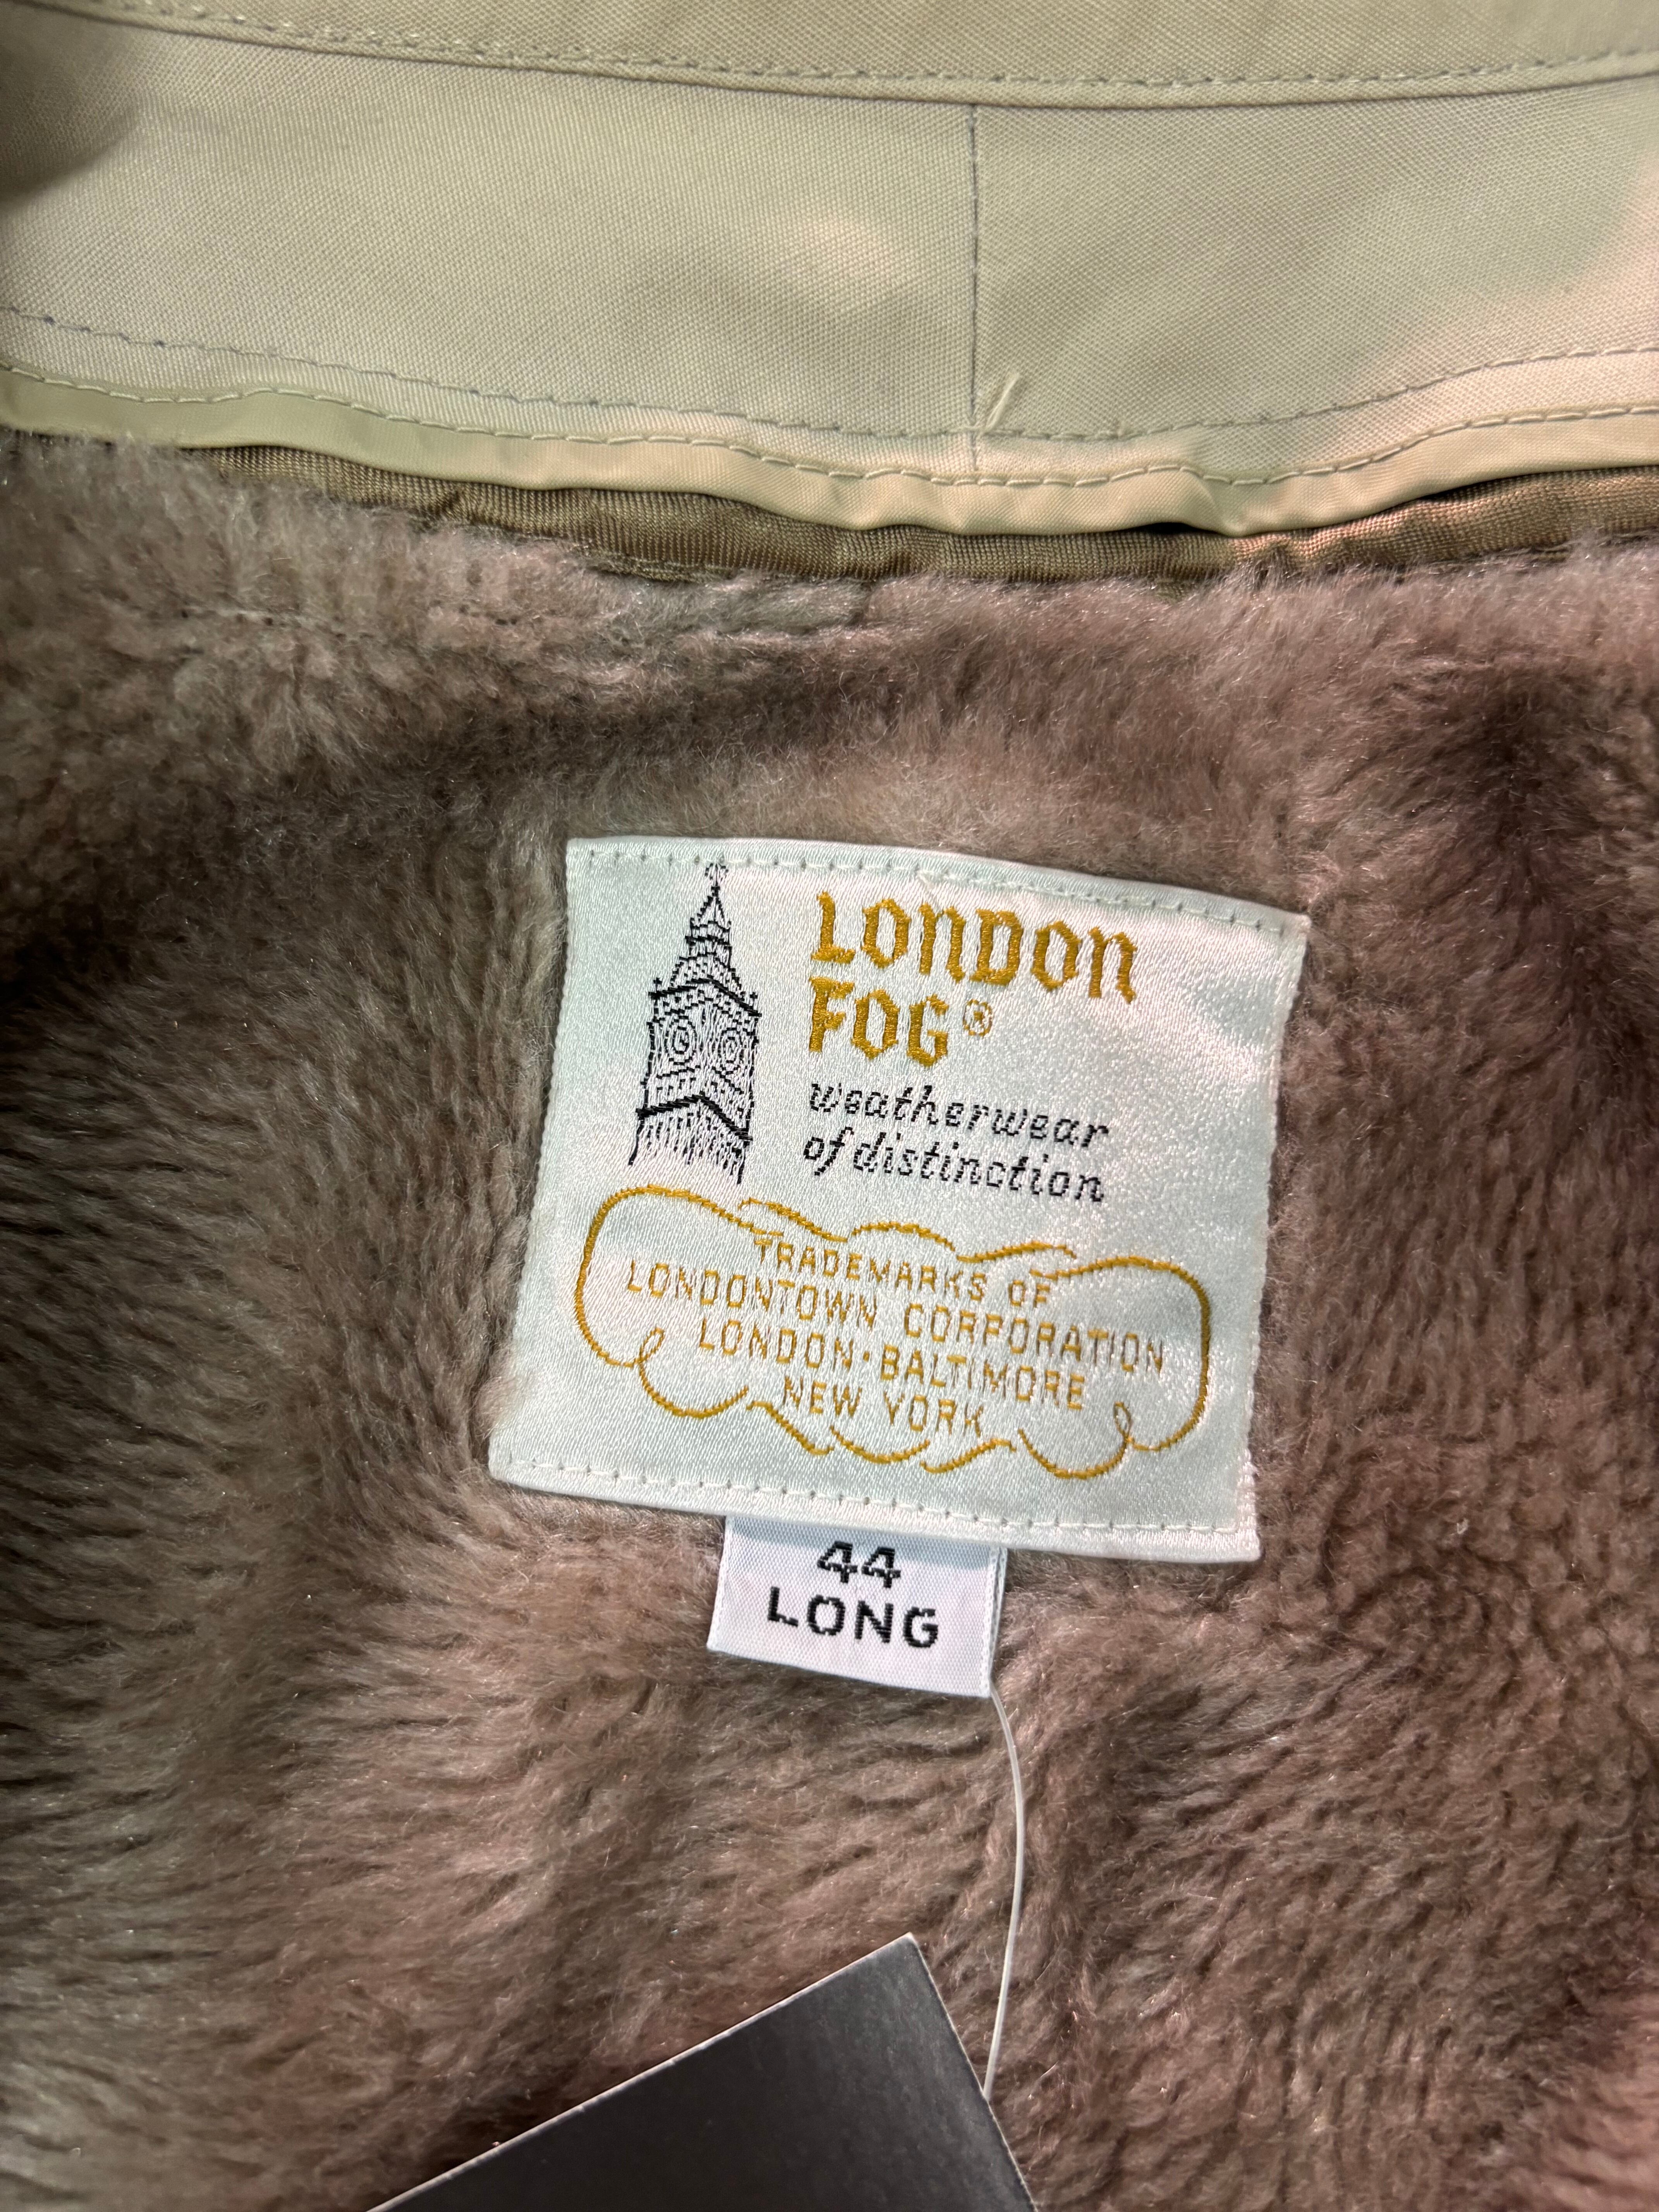 LONDON
FOG®
weatherwear
of distinction
TRADEMARKS OF
LONDONTOWN CORPORATION
LONDON·BALTIMORE
NEW YORK
44
LONG